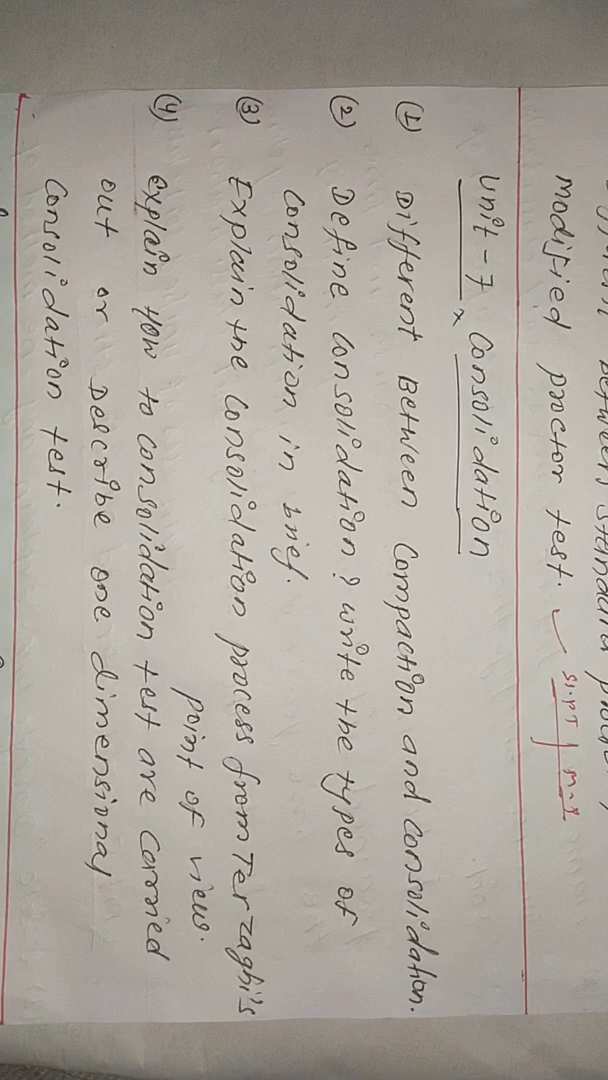 Between Standard
modified proctor test.
Unit - 7 Consolidation
(1) Different Between Compaction and Consolidation.
(2) Define Consolidation? write the types of
Consolidation in brief.
(3) Explain the Consolidation process from Terzaghi's
point of view.
(4) explain How to consolidation test are carried
out or Describe one dimensional
Consolidation test.